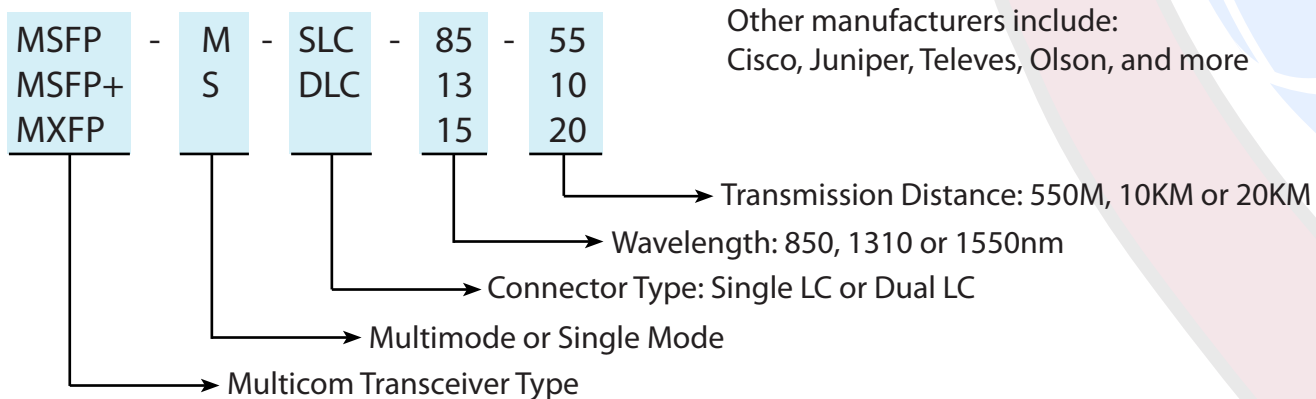 MSFP - M - SLC - 85 - 55
MSFP+ S DLC 13 10
MXFP 15 20
Other manufacturers include:
Cisco, Juniper, Televes, Olson, and more
Transmission Distance: 550M, 10KM or 20KM
Wavelength: 850, 1310 or 1550nm
Connector Type: Single LC or Dual LC
Multimode or Single Mode
Multicom Transceiver Type